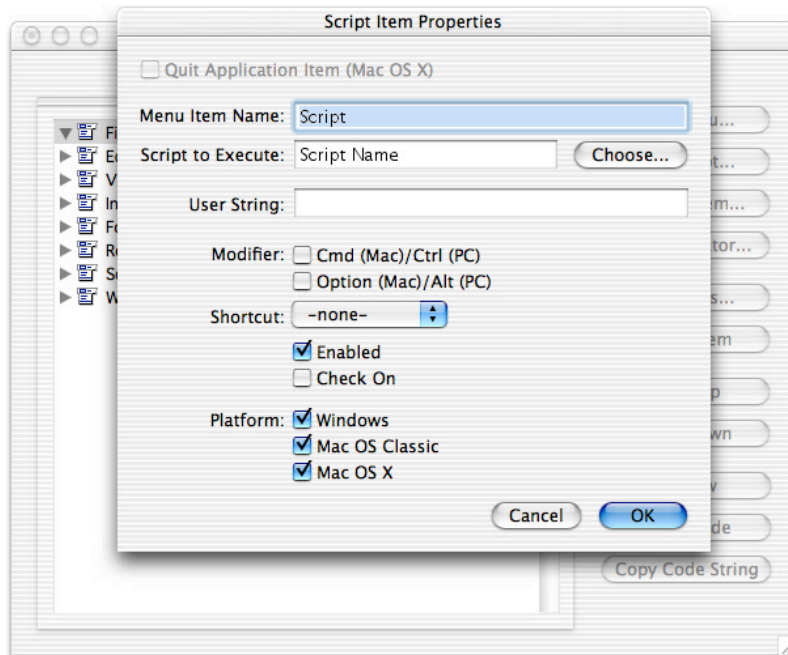 Script Item Properties
Quit Application Item (Mac OS X)
Menu Item Name: Script
Script to Execute: Script Name Choose...
User String:
Modifier: Cmd (Mac)/Ctrl (PC)
Option (Mac)/Alt (PC)
Shortcut: -none-
Enabled
Check On
Platform: Windows
Mac OS Classic
Mac OS X
Cancel OK
Copy Code String